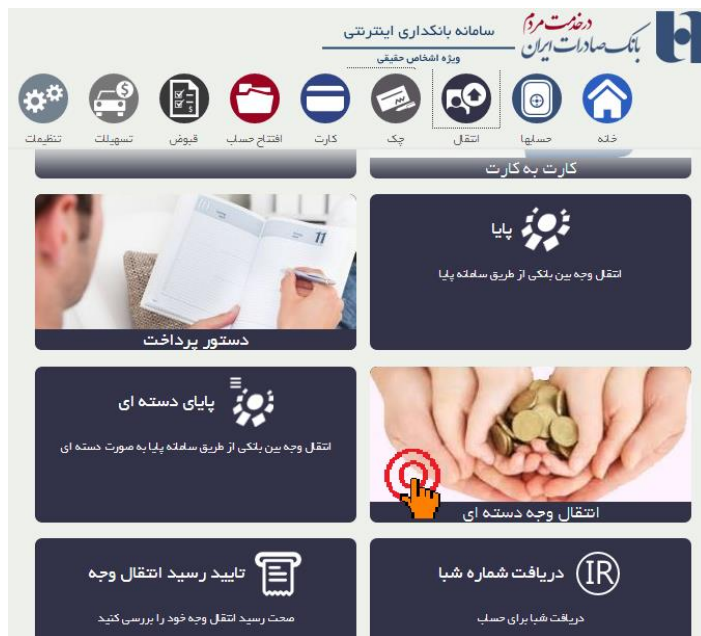 در خدمت مردم
بانک صادرات ایران
سامانه بانکداری اینترنتی
ویژه اشخاص حقیقی
خانه
حسابها
انتقال
چک
کارت
افتتاح حساب
قبوض
تسهیلات
تنظیمات
کارت به کارت
پایا
انتقال وجه بین بانکی از طریق سامانه پایا
11
دستور پرداخت
انتقال وجه دسته ای
پایای دسته ای
انتقال وجه بین بانکی از طریق سامانه پایا به صورت دسته ای
IR
دریافت شماره شبا
دریافت شبا برای حساب
تایید رسید انتقال وجه
صحت رسید انتقال وجه خود را بررسی کنید